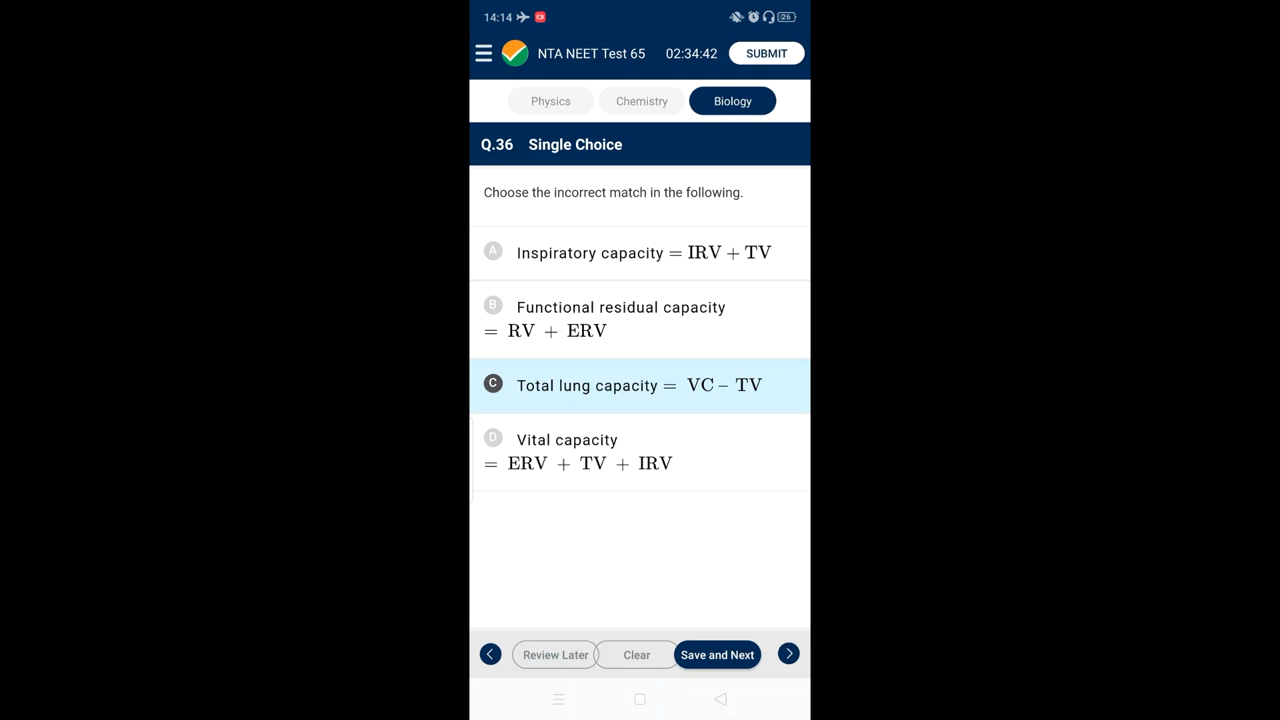 14:14 26
NTA NEET Test 65 02:34:42 SUBMIT
Physics Chemistry Biology
Q.36 Single Choice
Choose the incorrect match in the following.
A Inspiratory capacity = IRV + TV
B Functional residual capacity
= RV + ERV
C Total lung capacity = VC – TV
D Vital capacity
= ERV + TV + IRV
Review Later Clear Save and Next